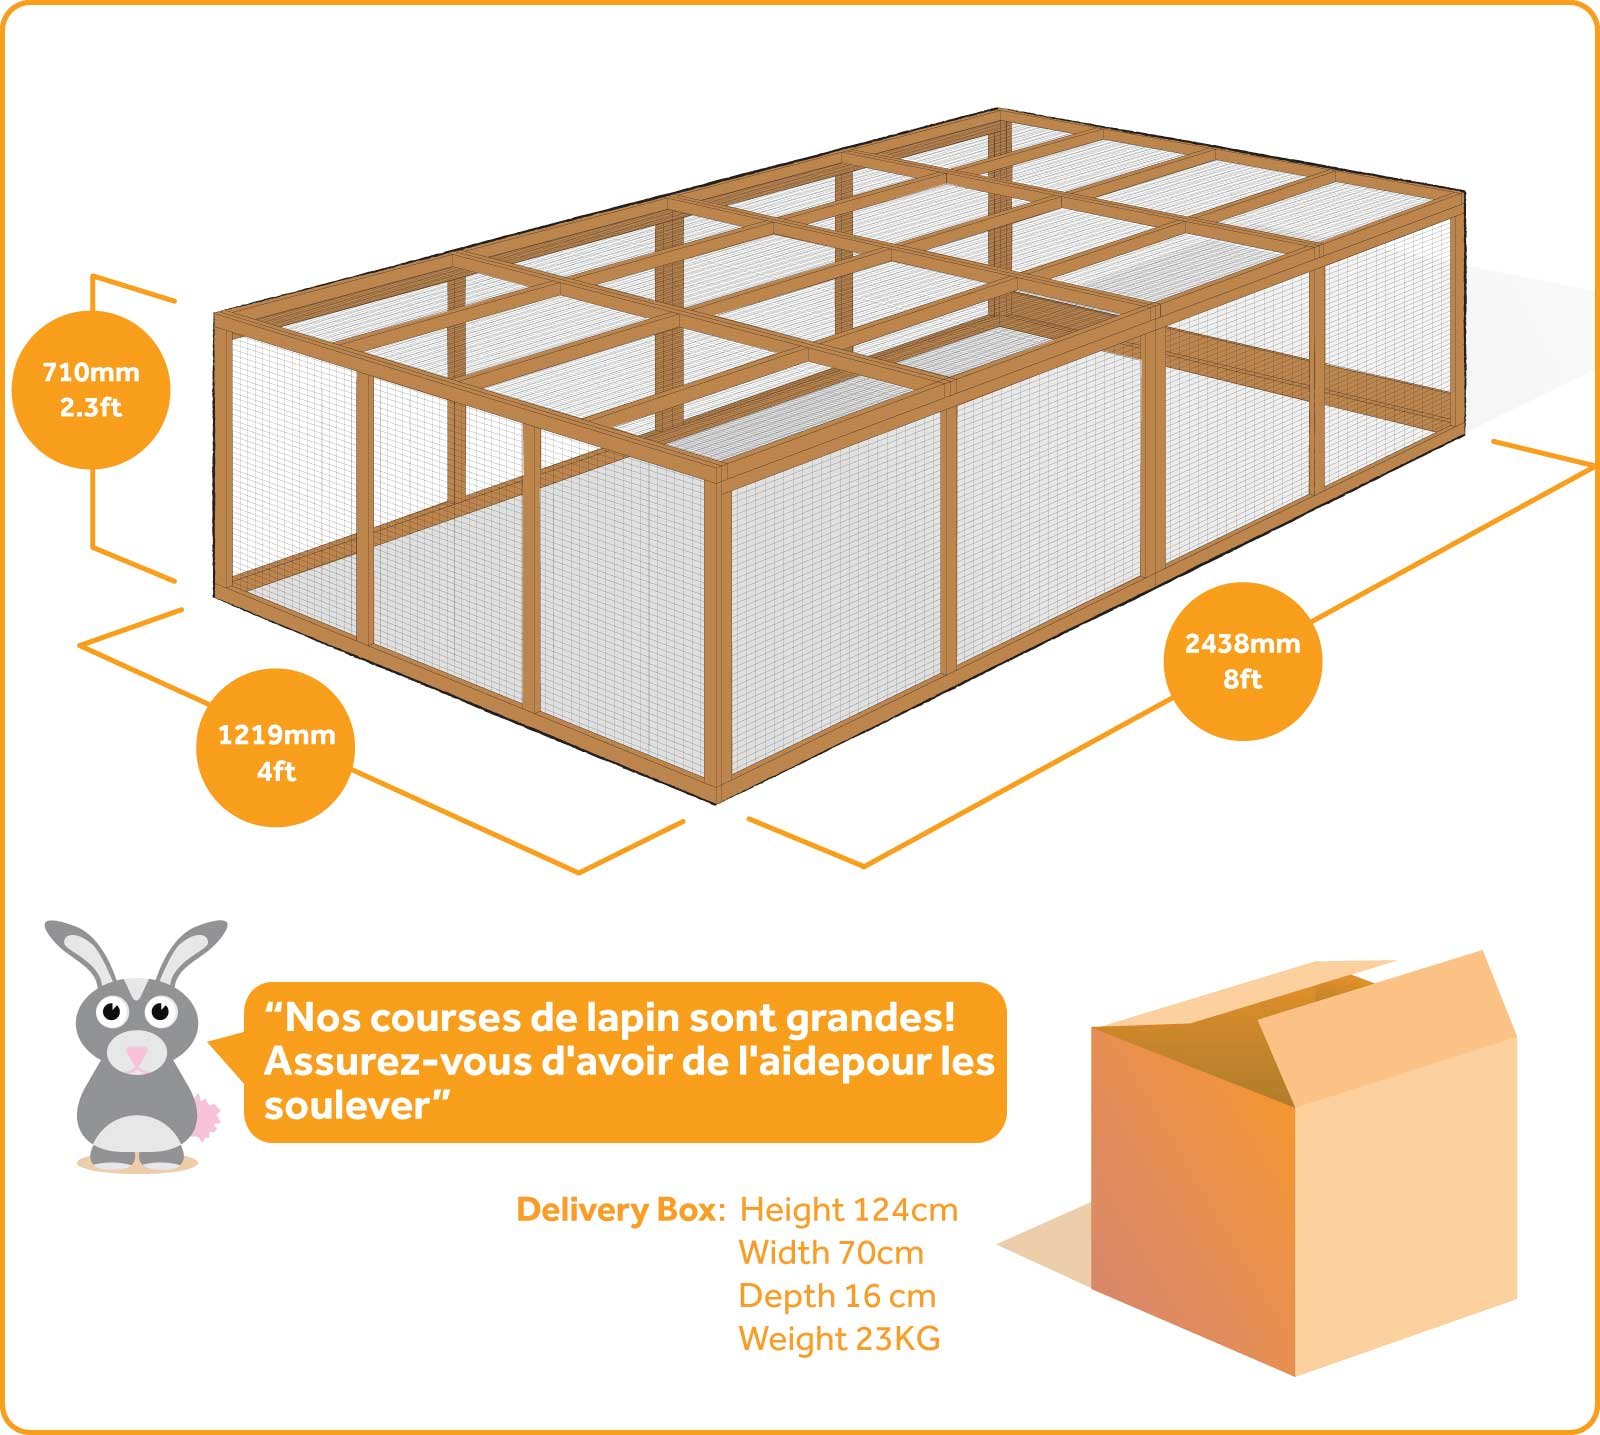 710mm
2.3ft
2438mm
8ft
1219mm
4ft
“Nos courses de lapin sont grandes!
Assurez-vous d'avoir de l'aidepour les
soulever”
Delivery Box: Height 124cm
Width 70cm
Depth 16 cm
Weight 23KG